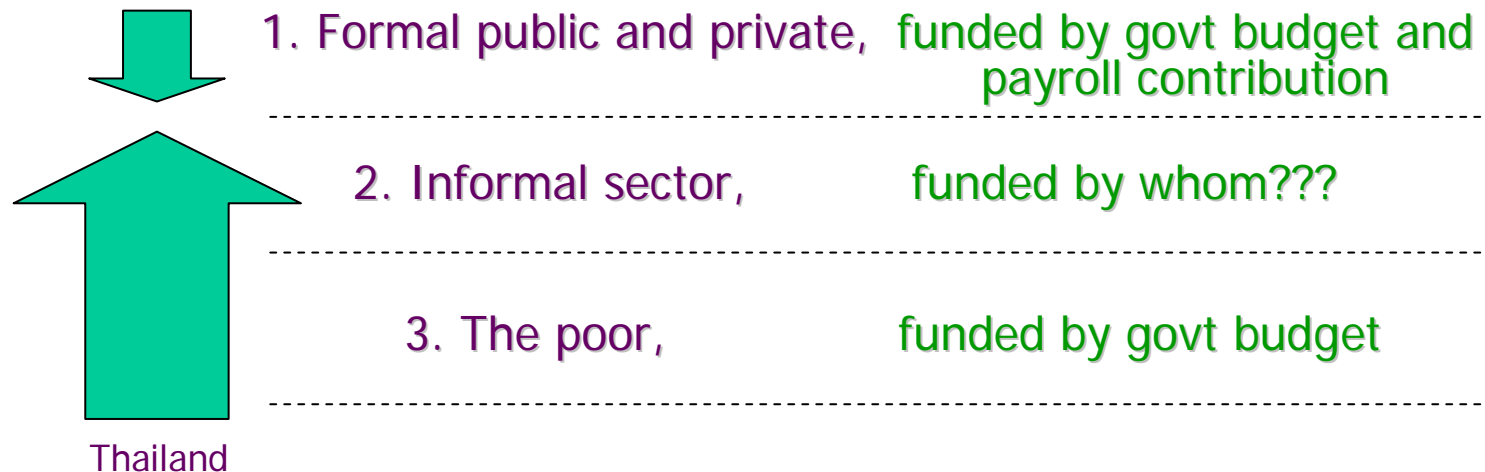 1. Formal public and private, funded by govt budget and
payroll contribution
2. Informal sector, funded by whom???
3. The poor, funded by govt budget
Thailand